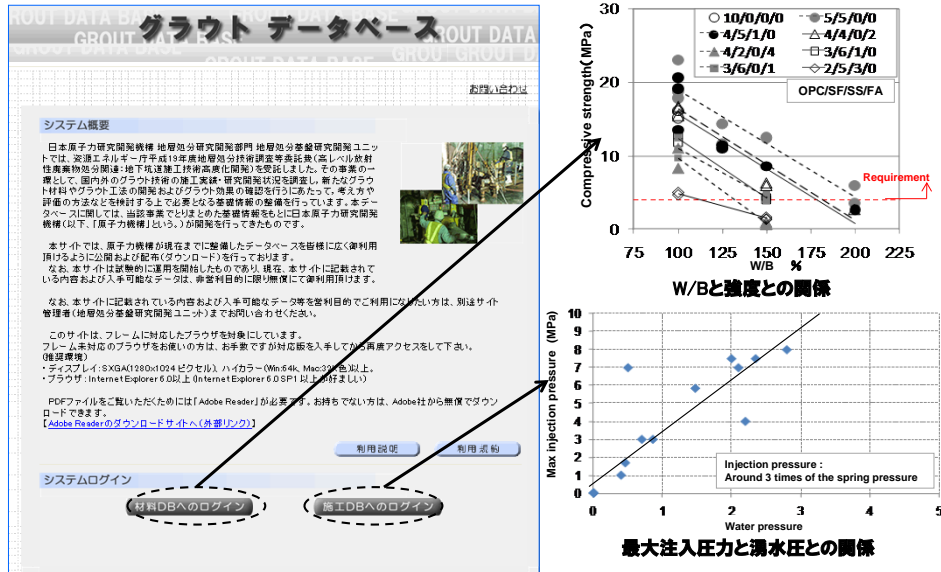 グラウト データベース
お問い合わせ
システム概要
日本原子力研究開発機構 地層処分研究開発部門 地層処分基盤研究開発ユニッ
トでは、資源エネルギー庁平成19年度地層処分技術調査等委託費(高レベル放射
性廃棄物処分関連:地下坑道施工技術高度化開発)を受託しました。その事業の一
環として、国内外のグラウト技術の施工実績・研究開発状況を調査し、新たなグラウ
ト材料やグラウト工法の開発およびグラウト効果の確認を行うにあたって、考え方や
評価の方法などを検討する上で必要となる基礎情報の整備を行っています。本デー
タベースに関しては、当該事業でとりまとめた基礎情報をもとに日本原子力研究開発
機構(以下、「原子力機構」という。)が開発を行ってきたものです。
本サイトでは、原子力機構が現在までに整備したデータベースを皆様に広く御利用
頂けるように公開および配布(ダウンロード)を行っております。
なお、本サイトは試験的に運用を開始したものであり、現在、本サイトに記載されて
いる内容および入手可能なデータは、非営利目的に限り無償にて御利用頂けます。
なお、本サイトに記載されている内容および入手可能なデータ等を営利目的でご利用になりたい方は、別途サイト
管理者(地層処分基盤研究開発ユニット)までお問い合わせください。
このサイトは、フレームに対応したブラウザを対象にしています。
フレーム未対応のブラウザをお使いの方は、お手数ですが対応版を入手してから再度アクセスをして下さい。
(推奨環境)
・ディスプレイ:SXGA(1280x1024 ピクセル)、ハイカラー(Win:64k, Mac:32K色)以上。
・ブラウザ:Internet Explorer 6.0以上(Internet Explorer 6.0 SP1 以上が好ましい)
PDFファイルをご覧いただくためには「Adobe Reader」が必要です。お持ちでない方は、Adobe社から無償でダウン
ロードできます。
【Adobe Readerのダウンロードサイトへ(外部リンク)】
利用説明 利用規約
システムログイン
材料DBへのログイン 施工DBへのログイン
Compressive strength(MPa)
30
20
10
0
10/0/0/0 5/5/0/0
4/5/1/0 4/4/0/2
4/2/0/4 3/6/1/0
3/6/0/1 2/5/3/0
OPC/SF/SS/FA
Requirement
75 100 125 150 175 200 225
W/B %
W/Bと強度との関係
Max injection pressure (MPa)
10
9
8
7
6
5
4
3
2
1
0
Injection pressure :
Around 3 times of the spring pressure
0 1 2 3 4 5
Water pressure
最大注入圧力と湧水圧との関係